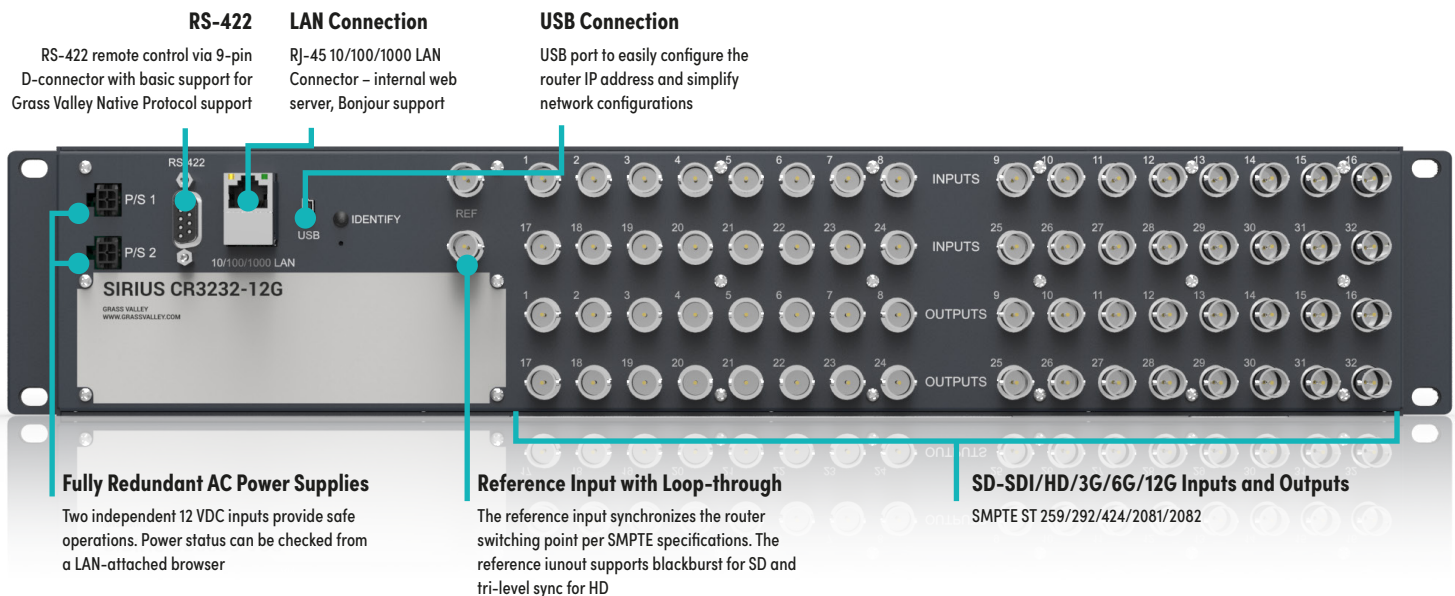 RS-422
RS-422 remote control via 9-pin
D-connector with basic support for
Grass Valley Native Protocol support
LAN Connection
RJ-45 10/100/1000 LAN
Connector – internal web
server, Bonjour support
USB Connection
USB port to easily configure the
router IP address and simplify
network configurations
RS-422
P/S 1
P/S 2
10/100/1000 LAN
USB
IDENTIFY
REF
1 2 3 4 5 6 7 8 INPUTS 9 10 11 12 13 14 15 16
17 18 19 20 21 22 23 24 INPUTS 25 26 27 28 29 30 31 32
1 2 3 4 5 6 7 8 OUTPUTS 9 10 11 12 13 14 15 16
17 18 19 20 21 22 23 24 OUTPUTS 25 26 27 28 29 30 31 32
SIRIUS CR3232-12G
GRASS VALLEY
WWW.GRASSVALLEY.COM
Fully Redundant AC Power Supplies
Two independent 12 VDC inputs provide safe
operations. Power status can be checked from
a LAN-attached browser
Reference Input with Loop-through
The reference input synchronizes the router
switching point per SMPTE specifications. The
reference iunout supports blackburst for SD and
tri-level sync for HD
SD-SDI/HD/3G/6G/12G Inputs and Outputs
SMPTE ST 259/292/424/2081/2082